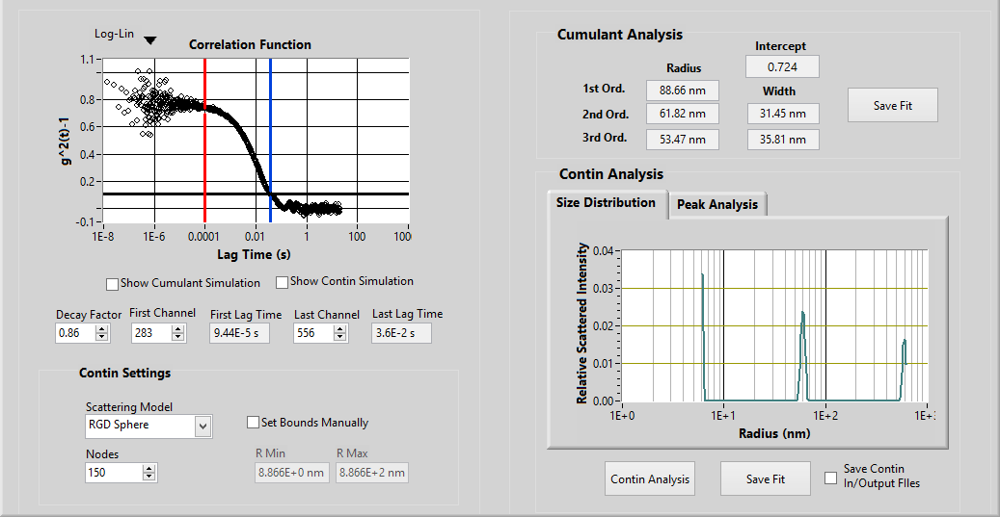 Log-Lin
Correlation Function
g^2(t)-1
1.1
0.8
0.6
0.4
0.2
-0.1
1E-8 1E-6 0.0001 0.01 1 100 1000
Lag Time (s)
Show Cumulant Simulation Show Contin Simulation
Decay Factor First Channel First Lag Time Last Channel Last Lag Time
0.86 283 9.44E-5 s 556 3.6E-2 s
Contin Settings
Scattering Model
RGD Sphere
Set Bounds Manually
Nodes R Min R Max
150 8.866E+0 nm 8.866E+2 nm
Cumulant Analysis
Intercept
0.724
Radius
1st Ord. 88.66 nm Width
2nd Ord. 61.82 nm 31.45 nm
3rd Ord. 53.47 nm 35.81 nm
Save Fit
Contin Analysis
Size Distribution Peak Analysis
Relative Scattered Intensity
0.04
0.03
0.02
0.01
0.00
1E+0 1E+1 1E+2
Radius (nm)
Contin Analysis Save Fit
Save Contin
In/Output FIles